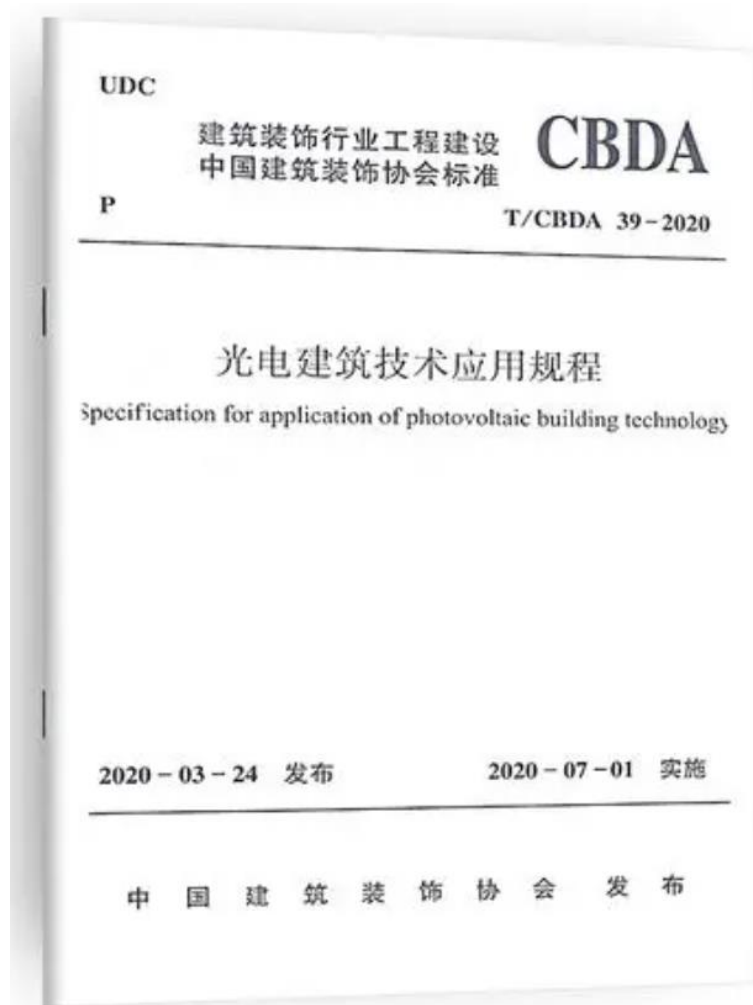 UDC
建筑装饰行业工程建设
中国建筑装饰协会标准
CBDA
P
T/CBDA 39-2020
光电建筑技术应用规程
Specification for application of photovoltaic building technology
2020-03-24 发布
2020-07-01 实施
中国建筑装饰协会 发布